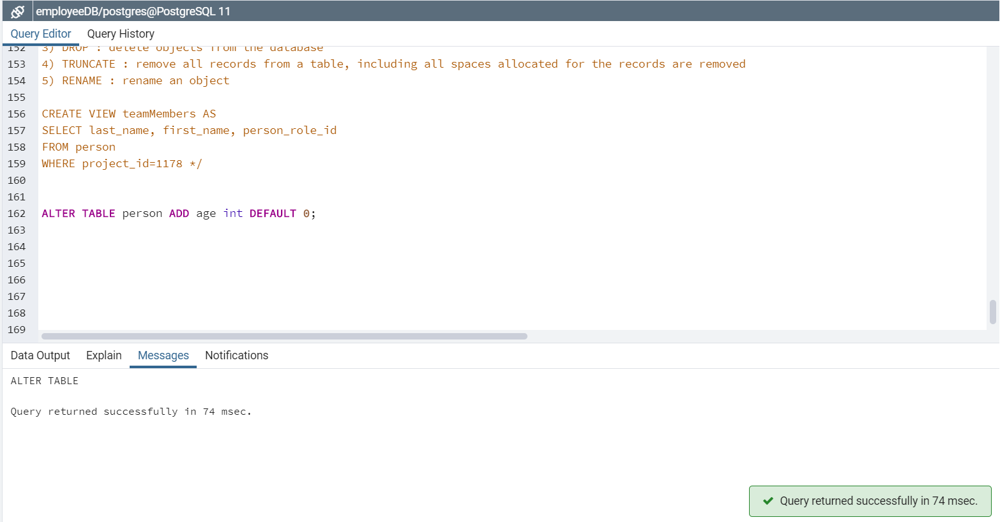 employeeDB/postgres@PostgreSQL 11
Query Editor Query History
152 3) DROP : delete objects from the database
153 4) TRUNCATE : remove all records from a table, including all spaces allocated for the records are removed
154 5) RENAME : rename an object
155
156 CREATE VIEW teamMembers AS
157 SELECT last_name, first_name, person_role_id
158 FROM person
159 WHERE project_id=1178 */
160
161
162 ALTER TABLE person ADD age int DEFAULT 0;
163
164
165
166
167
168
169
Data Output Explain Messages Notifications
ALTER TABLE
Query returned successfully in 74 msec.
Query returned successfully in 74 msec.